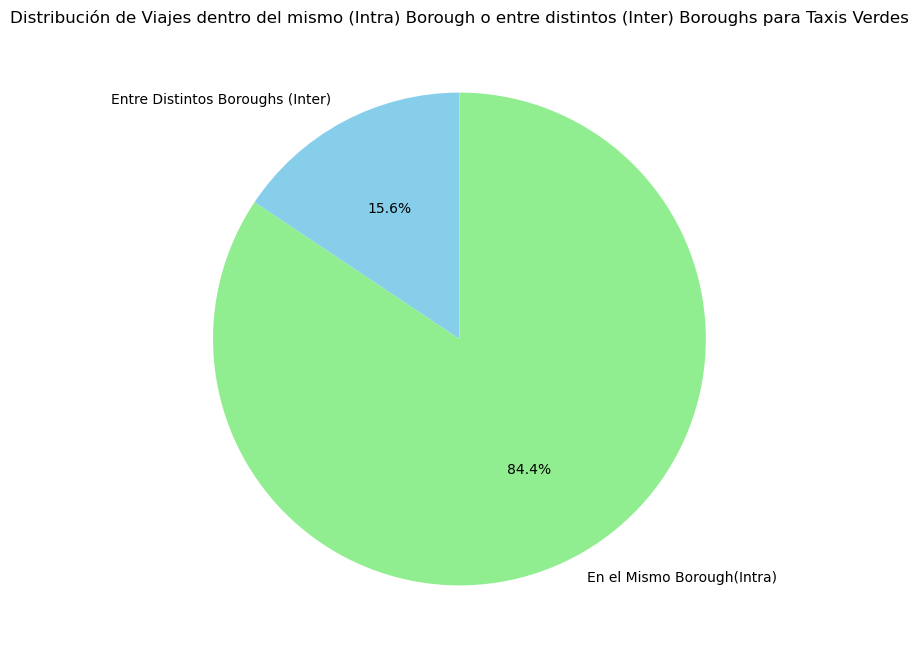 Distribución de Viajes dentro del mismo (Intra) Borough o entre distintos (Inter) Boroughs para Taxis Verdes
Entre Distintos Boroughs (Inter)
15.6%
84.4%
En el Mismo Borough(Intra)